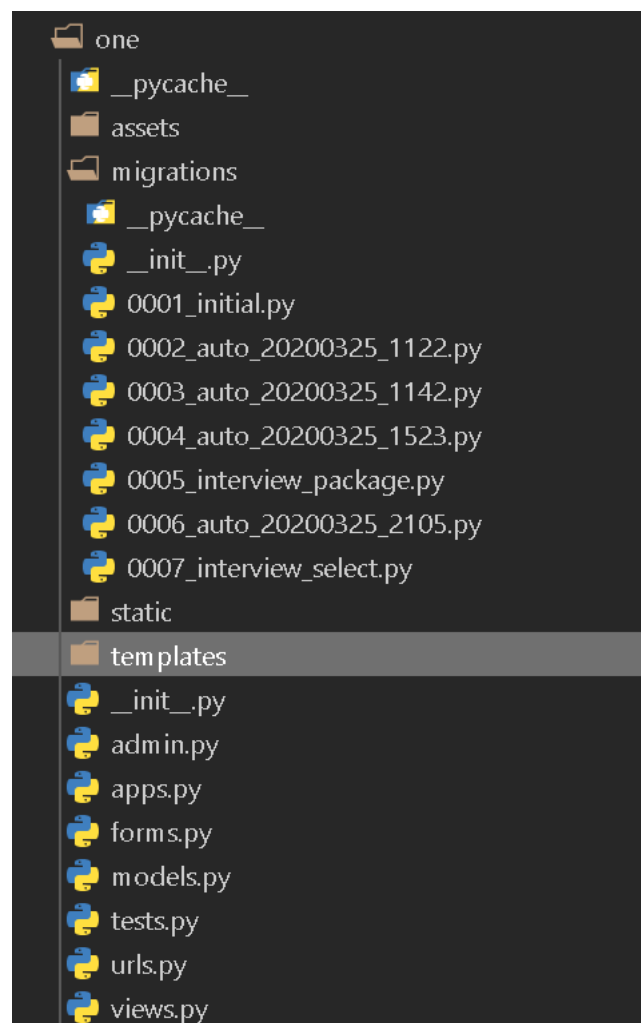 one
__pycache__
assets
migrations
__pycache__
__init__.py
0001_initial.py
0002_auto_20200325_1122.py
0003_auto_20200325_1142.py
0004_auto_20200325_1523.py
0005_interview_package.py
0006_auto_20200325_2105.py
0007_interview_select.py
static
templates
__init__.py
admin.py
apps.py
forms.py
models.py
tests.py
urls.py
views.py